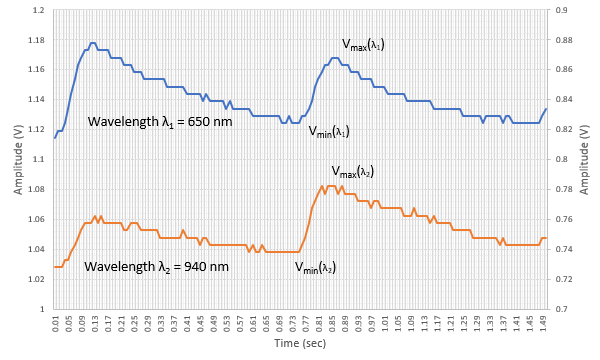 1.2
1.18
1.16
1.14
1.12
1.1
1.08
1.06
1.04
1.02
1
Amplitude (V)
0.9
0.88
0.86
0.84
0.82
0.8
0.78
0.76
0.74
0.72
0.7
Amplitude (V)
Vmax(λ1)
Wavelength λ1 = 650 nm
Vmin(λ1)
Vmax(λ2)
Wavelength λ2 = 940 nm
Vmin(λ2)
0.01 0.05 0.09 0.13 0.17 0.21 0.25 0.29 0.33 0.37 0.41 0.45 0.49 0.53 0.57 0.61 0.65 0.69 0.73 0.77 0.81 0.85 0.89 0.93 0.97 1.01 1.05 1.09 1.13 1.17 1.21 1.25 1.29 1.33 1.37 1.41 1.45 1.49
Time (sec)